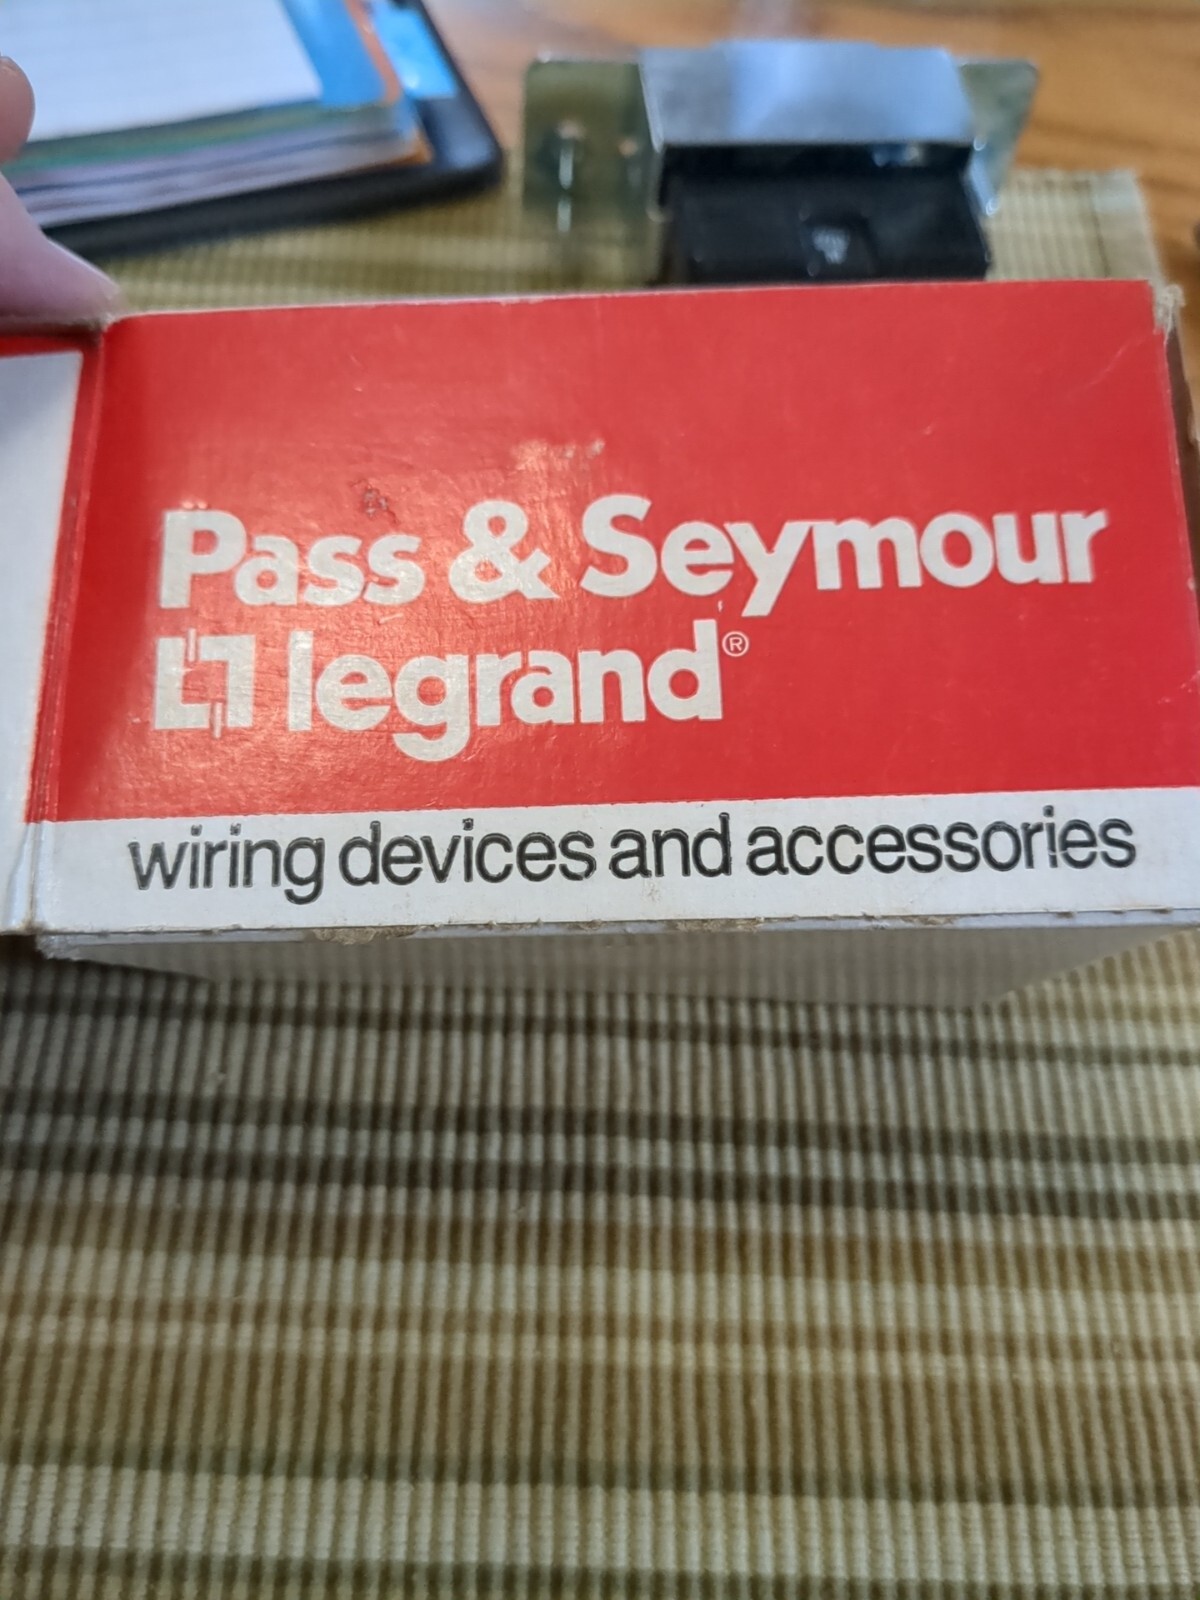 Pass & Seymour
legrand®
wiring devices and accessories